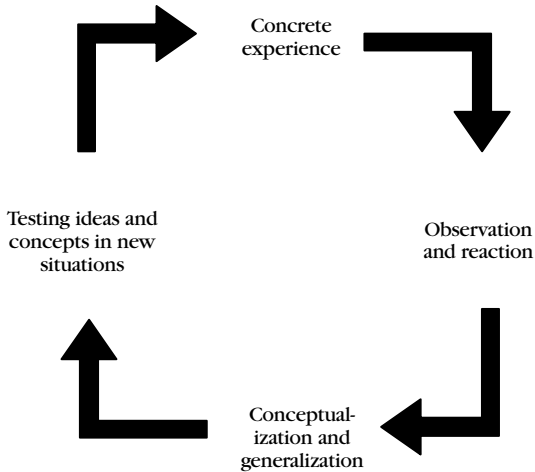 Concrete
experience
Observation
and reaction
Conceptual-
ization and
generalization
Testing ideas and
concepts in new
situations